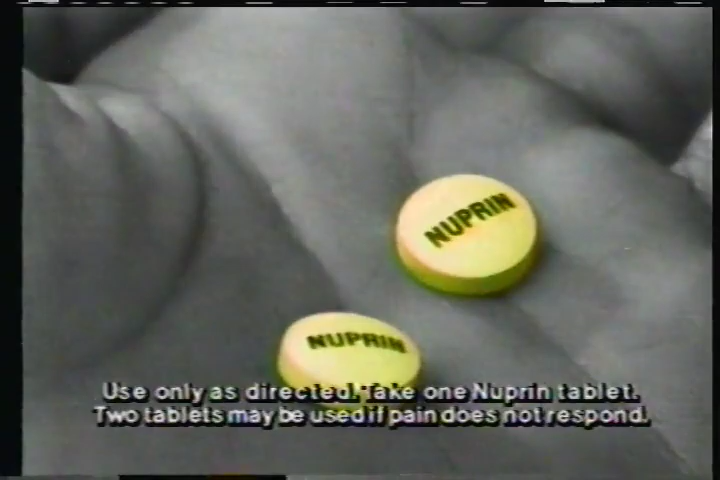 NUPRIN
NUPRIN
Use only as directed. Take one Nuprin tablet.
Two tablets may be used if pain does not respond.